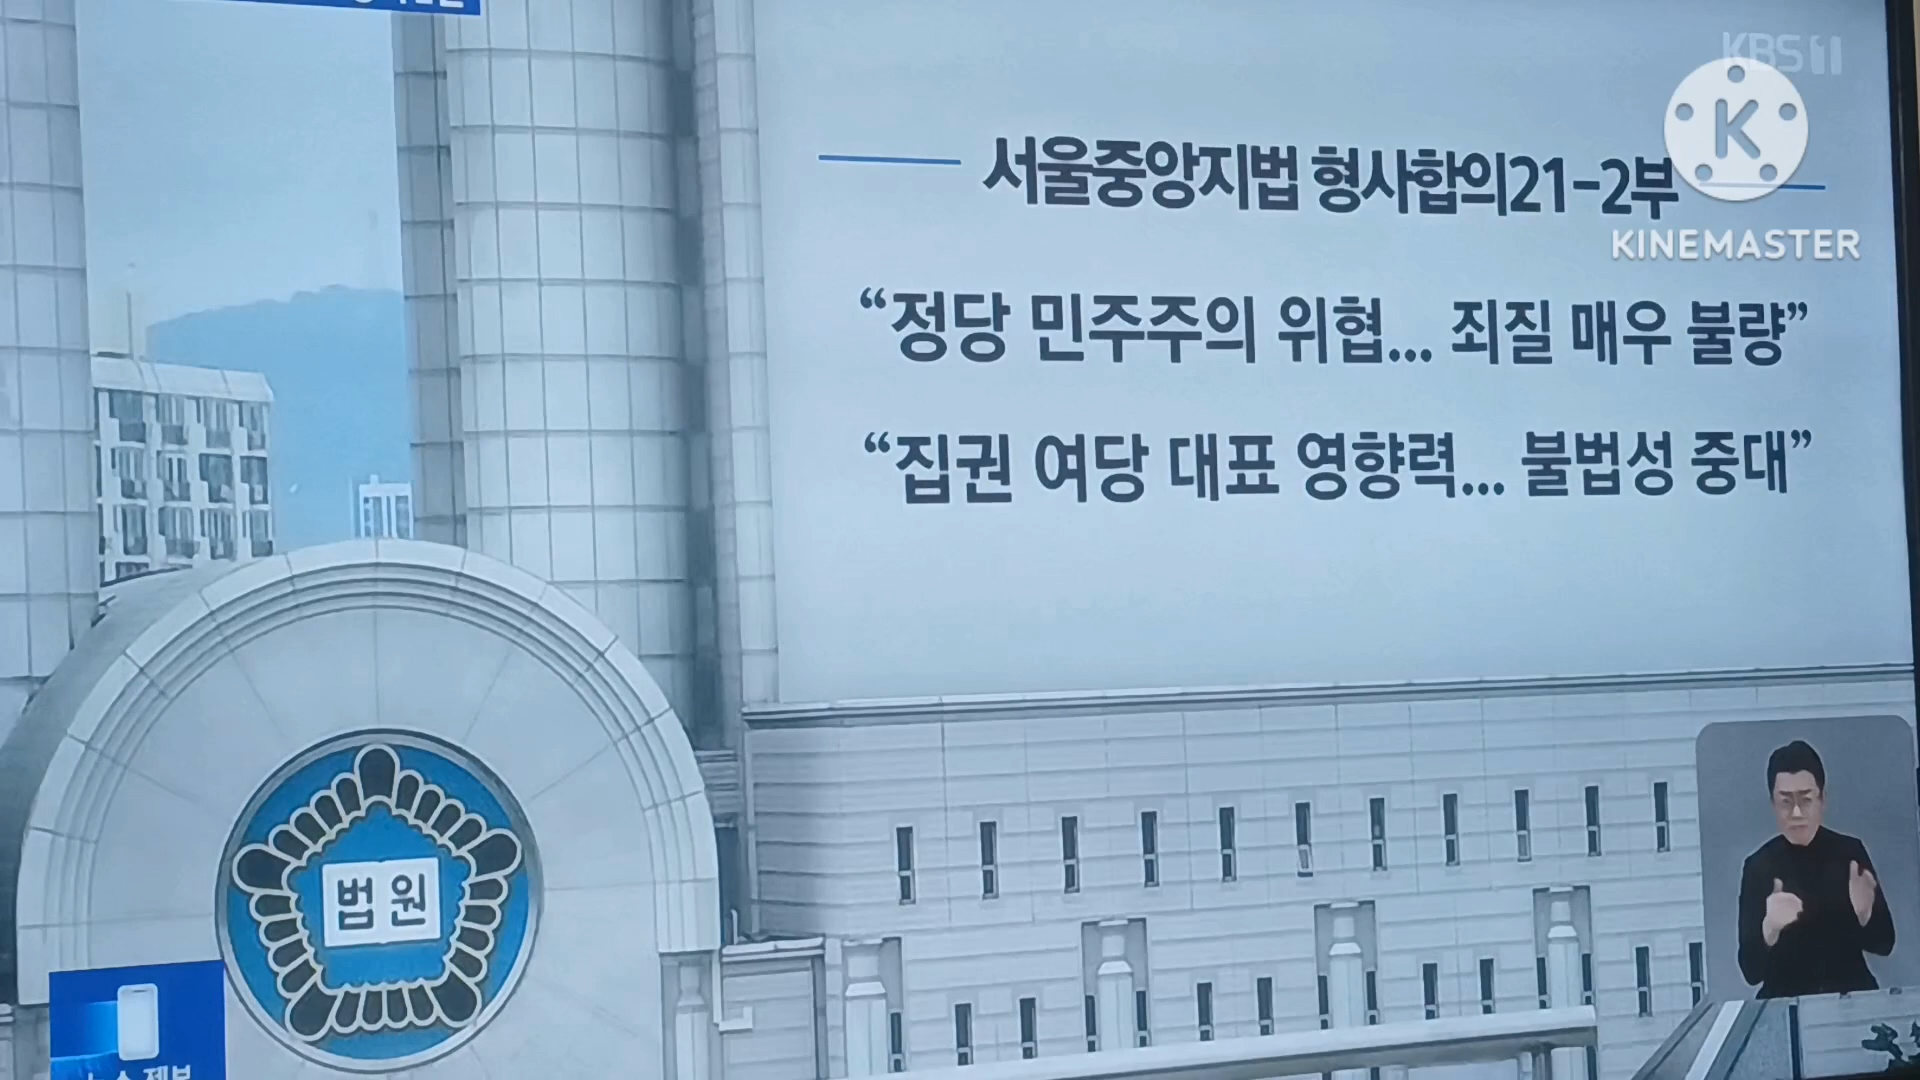 KBS 1
K
KINEMASTER
서울중앙지법 형사합의21-2부
“정당 민주주의 위협... 죄질 매우 불량”
“집권 여당 대표 영향력... 불법성 중대”
법원